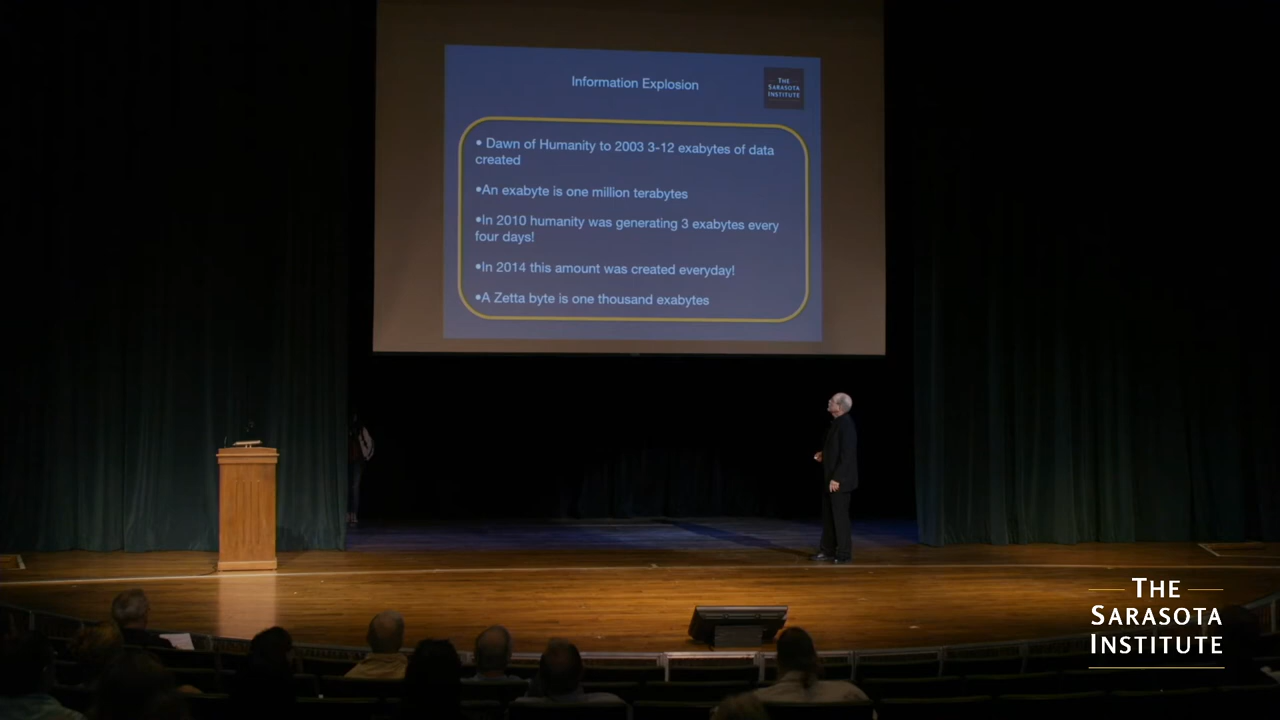 Information Explosion
THE
SARASOTA
INSTITUTE
• Dawn of Humanity to 2003 3-12 exabytes of data
created
•An exabyte is one million terabytes
•In 2010 humanity was generating 3 exabytes every
four days!
•In 2014 this amount was created everyday!
•A Zetta byte is one thousand exabytes
THE
SARASOTA
INSTITUTE